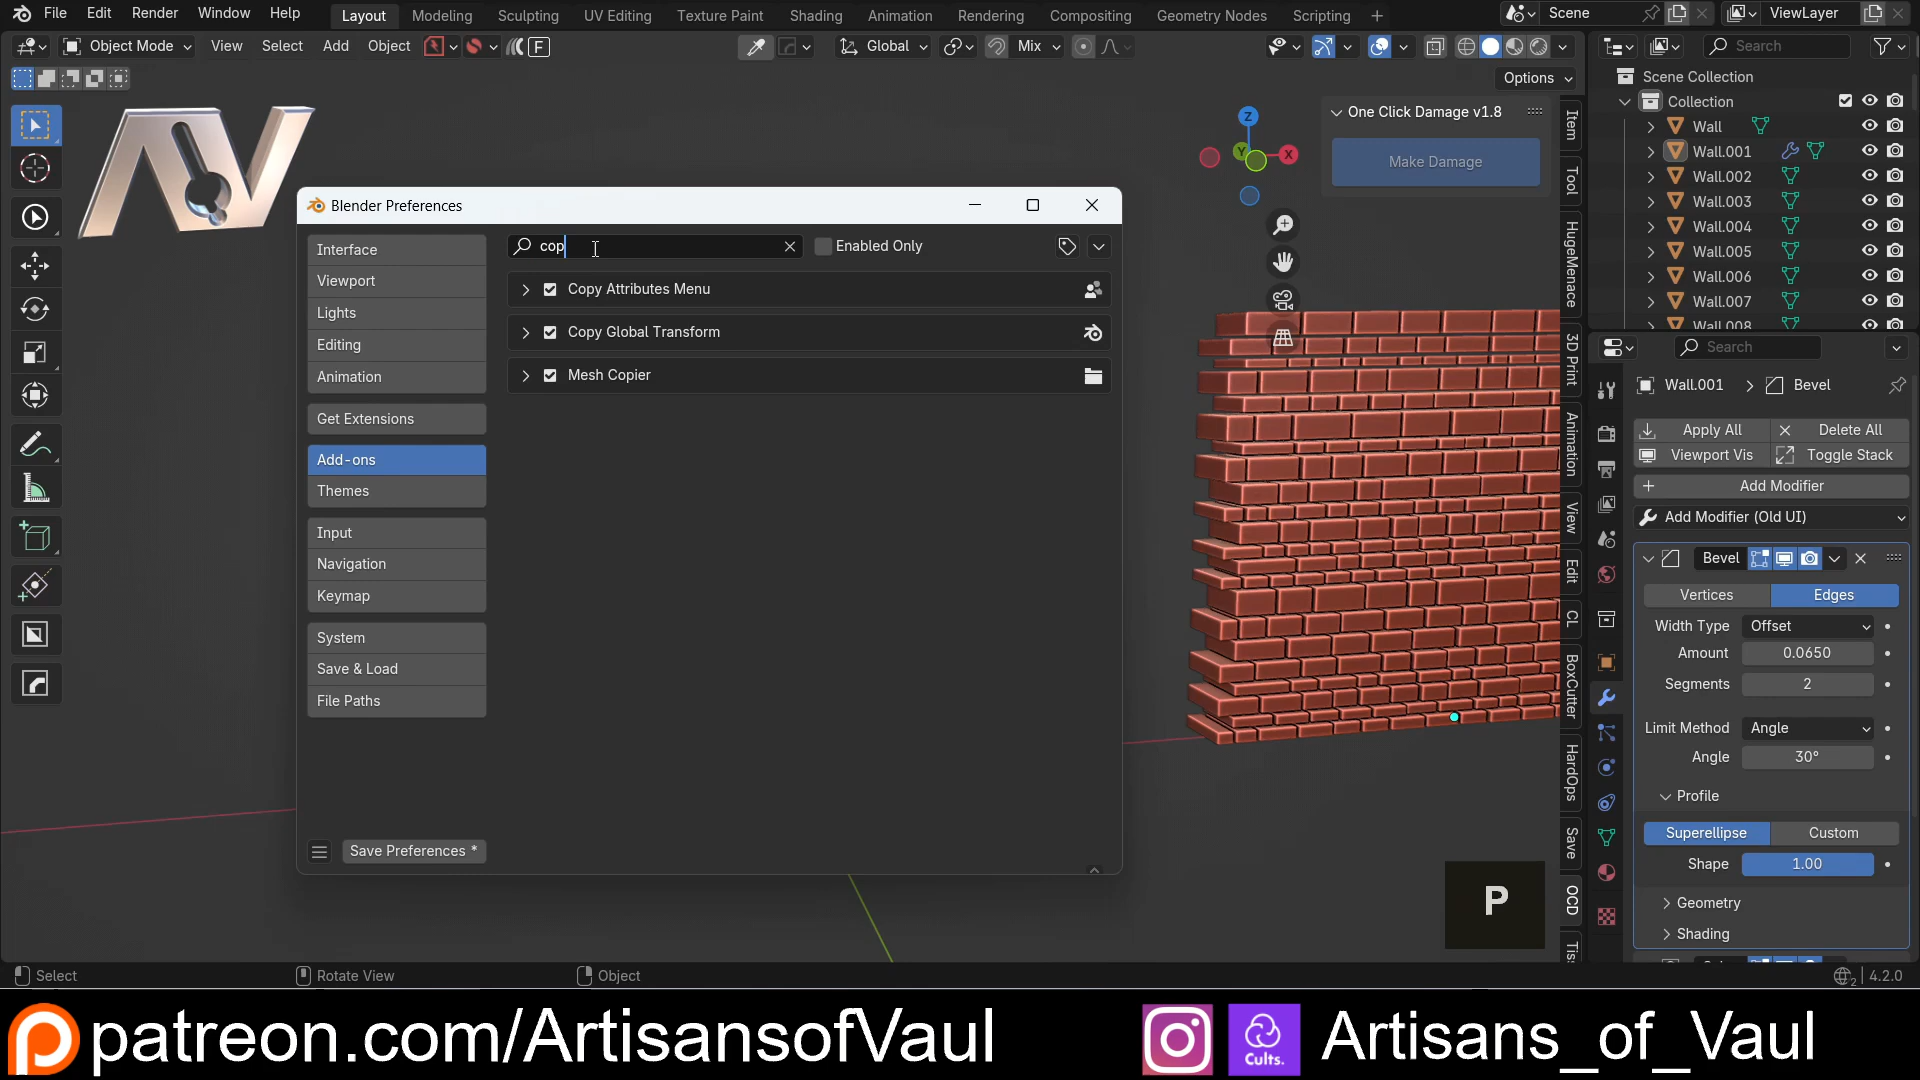 File Edit Render Window Help Layout Modeling Sculpting UV Editing Texture Paint Shading Animation Rendering Compositing Geometry Nodes Scripting + Scene ViewLayer
Object Mode View Select Add Object F Global Mix Search
Options
Scene Collection
Collection
Wall
Wall.001
Wall.002
Wall.003
Wall.004
Wall.005
Wall.006
Wall.007
Wall.008
AV
One Click Damage v1.8
Make Damage
Z
Y
X
Item
Tool
HugeMenace
3D Print
Animation
View
Edit
CL
BoxCutter
HardOps
Save
OCD
Tiss
Blender Preferences
Interface
Viewport
Lights
Editing
Animation
Get Extensions
Add-ons
Themes
Input
Navigation
Keymap
System
Save & Load
File Paths
Save Preferences *
cop
Enabled Only
Copy Attributes Menu
Copy Global Transform
Mesh Copier
Search
Wall.001 > Bevel
Apply All Delete All
Viewport Vis Toggle Stack
Add Modifier
Add Modifier (Old UI)
Bevel
Vertices Edges
Width Type Offset
Amount 0.0650
Segments 2
Limit Method Angle
Angle 30°
Profile
Superellipse Custom
Shape 1.00
Geometry
Shading
P
Select Rotate View Object 2 4.2.0
patreon.com/ArtisansofVaul Cults. Artisans_of_Vaul